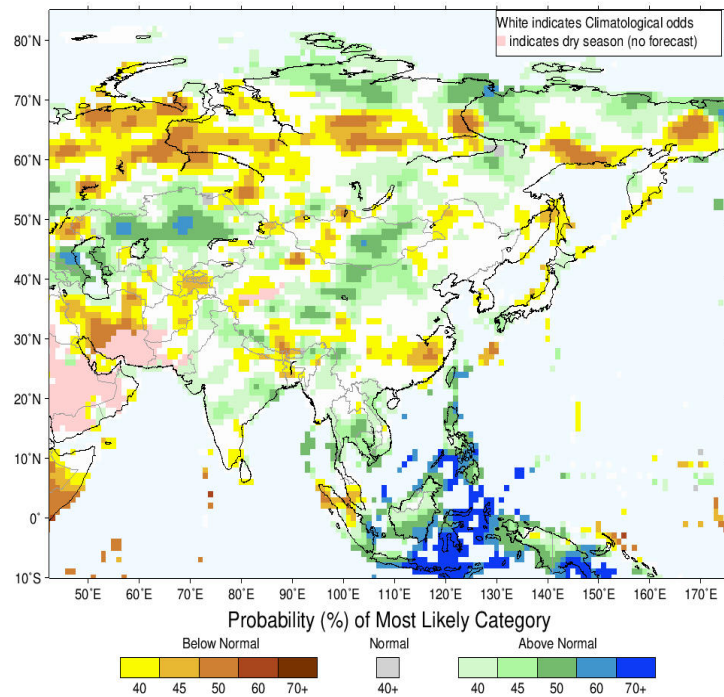 White indicates Climatological odds
indicates dry season (no forecast)
80˚N
70˚N
60˚N
50˚N
40˚N
30˚N
20˚N
10˚N
0˚
10˚S
50˚E 60˚E 70˚E 80˚E 90˚E 100˚E 110˚E 120˚E 130˚E 140˚E 150˚E 160˚E 170˚E
Probability (%) of Most Likely Category
Below Normal Normal Above Normal
40 45 50 60 70+ 40+ 40 45 50 60 70+